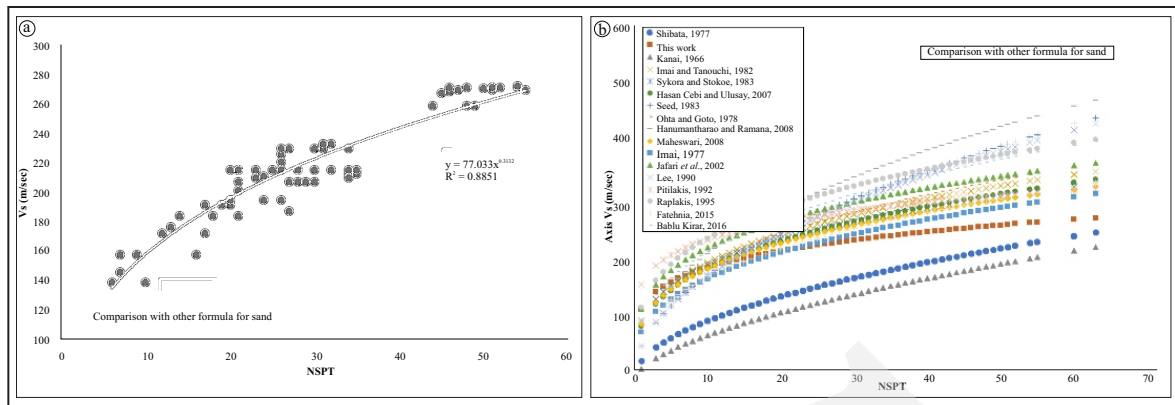 a
300
280
260
240
220
200
180
160
140
120
100
Vs (m/sec)
y = 77.033x^0.3132
R² = 0.8851
Comparison with other formula for sand
0 10 20 30 40 50 60
NSPT
b
600
500
400
300
200
100
0
Axis Vs (m/sec)
Shibata, 1977
This work
Kanai, 1966
Imai and Tanouchi, 1982
Sykora and Stokoe, 1983
Hasan Cebi and Ulusay, 2007
Seed, 1983
Ohta and Goto, 1978
Hanumantharao and Ramana, 2008
Maheswari, 2008
Imai, 1977
Jafari et al., 2002
Lee, 1990
Pitilakis, 1992
Raplakis, 1995
Fatehnia, 2015
Bablu Kirar, 2016
Comparison with other formula for sand
0 10 20 30 40 50 60 70
NSPT